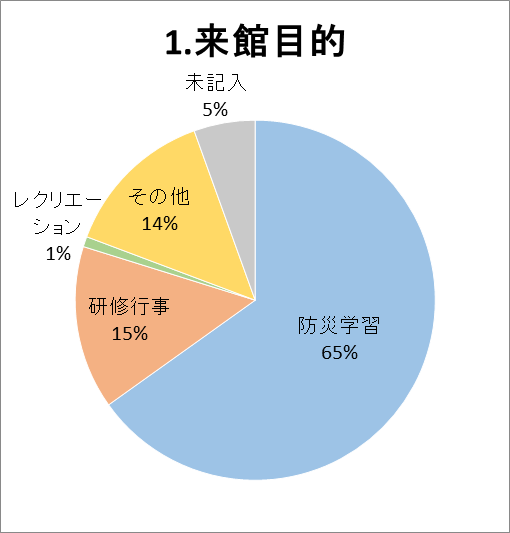 1.来館目的
未記入
5%
その他
14%
レクリエー
ション
1%
研修行事
15%
防災学習
65%